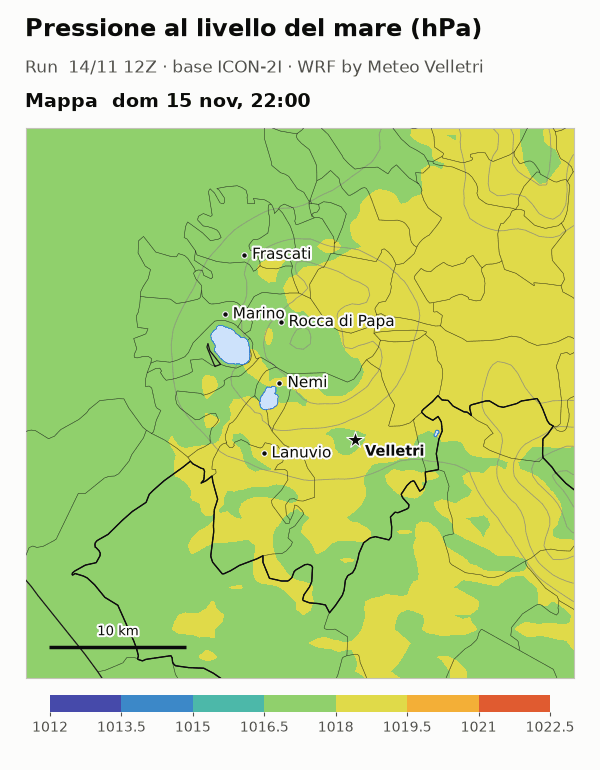 Pressione al livello del mare (hPa)
Run 14/11 12Z · base ICON-2I · WRF by Meteo Velletri
Mappa dom 15 nov, 22:00
Frascati
Marino
Rocca di Papa
Nemi
Velletri
Lanuvio
10 km
1012 1013.5 1015 1016.5 1018 1019.5 1021 1022.5